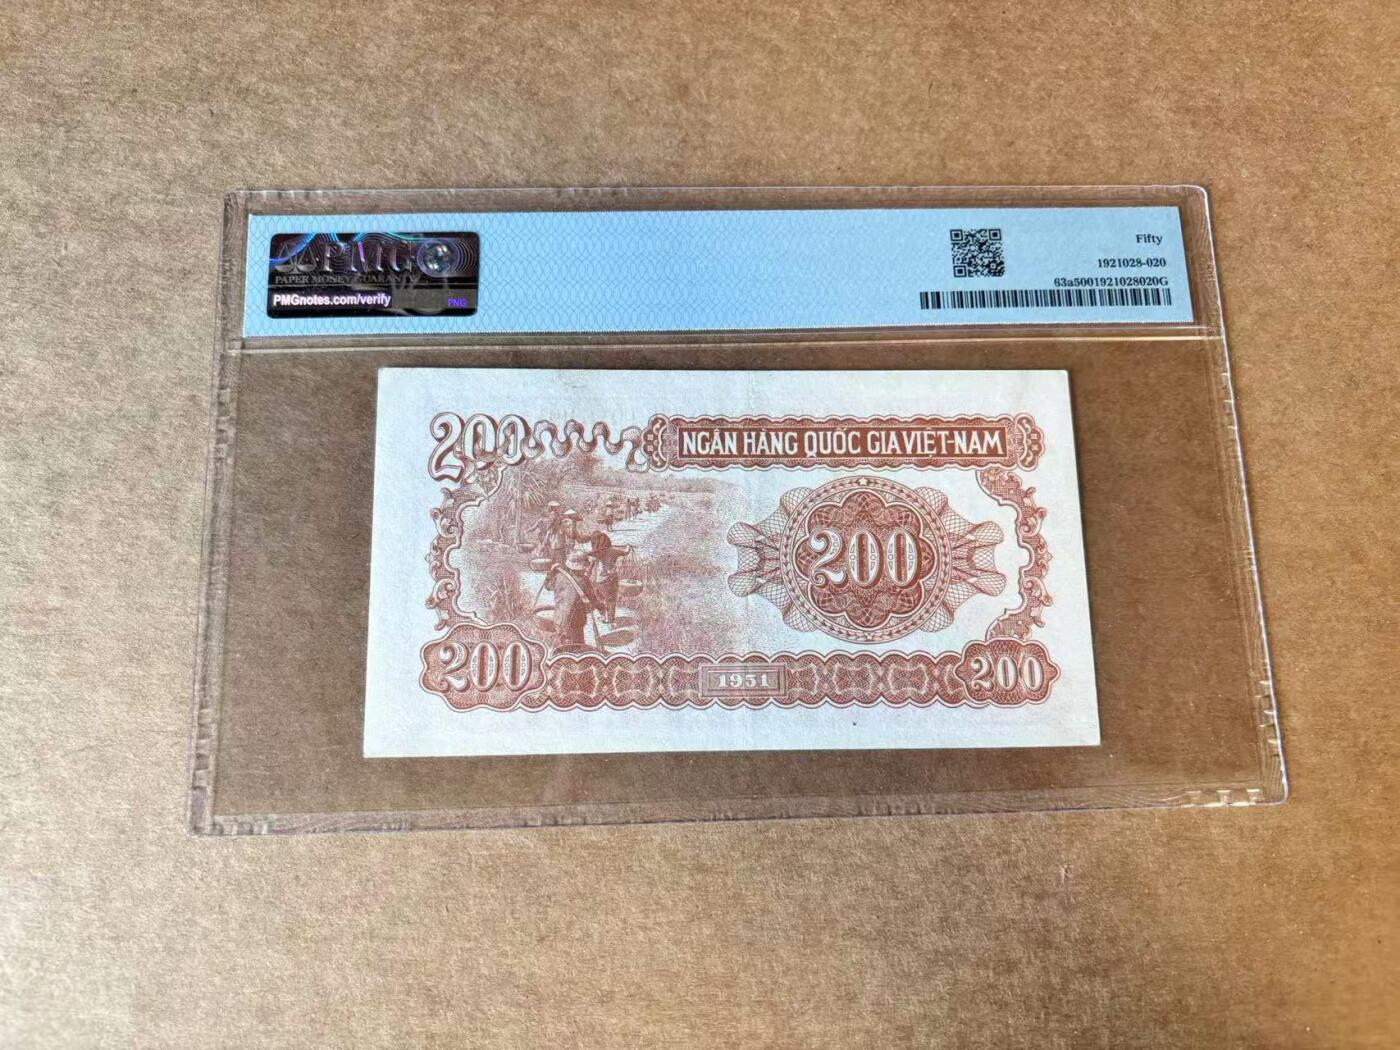 PMG
PAPER MONEY GUARANTY
PMGnotes.com/verify
PNG
Fifty
1921028-020
63a5001921028020G
200
NGÂN HÀNG QUỐC GIA VIỆT-NAM
200
200
1951
200